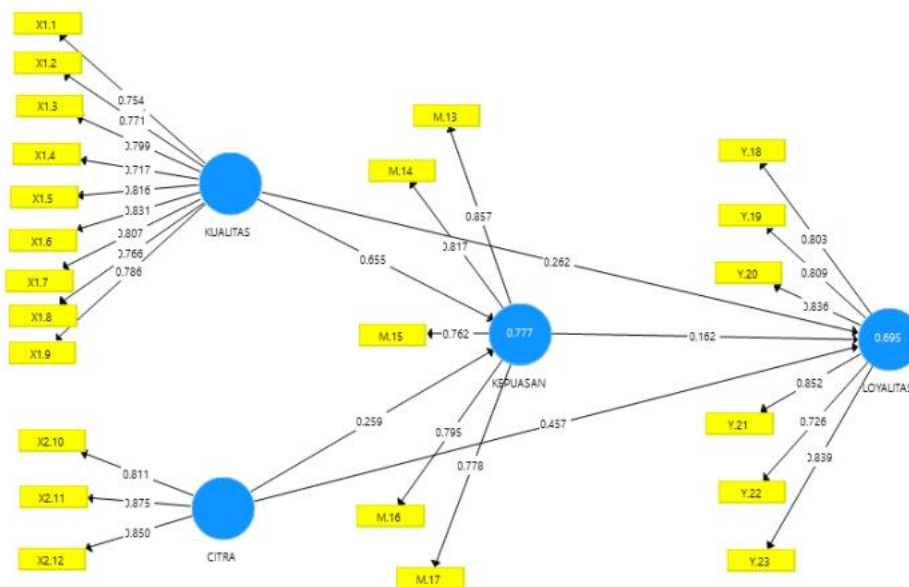 X1.1
X1.2
X1.3
X1.4
X1.5
X1.6
X1.7
X1.8
X1.9
0.754
0.771
0.799
0.717
0.816
0.831
0.807
0.766
0.786
KUALITAS
X2.10
X2.11
X2.12
0.811
0.875
0.850
CITRA
0.655
0.259
0.262
0.162
0.457
M.13
M.14
M.15
M.16
M.17
0.857
0.817
0.762
0.795
0.778
0.777
KEPUASAN
Y.18
Y.19
Y.20
Y.21
Y.22
Y.23
0.803
0.809
0.836
0.852
0.726
0.839
0.695
LOYALITAS